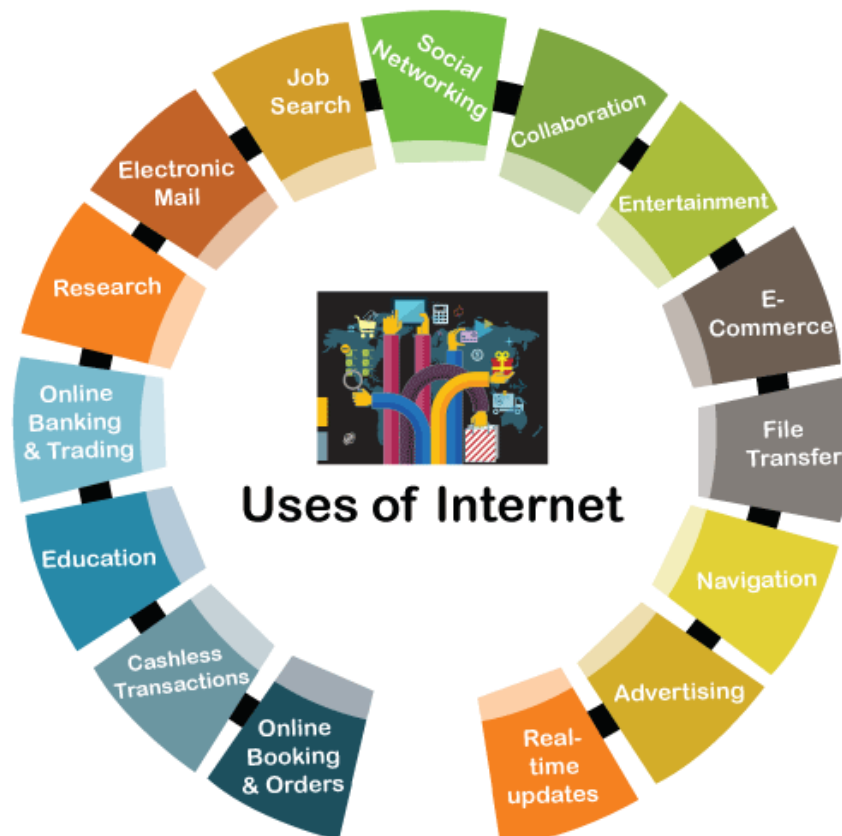 Social
Networking
Collaboration
Entertainment
E-
Commerce
File
Transfer
Navigation
Advertising
Real-
time
updates
Online
Booking
& Orders
Cashless
Transactions
Education
Online
Banking
& Trading
Research
Electronic
Mail
Job
Search
Uses of Internet